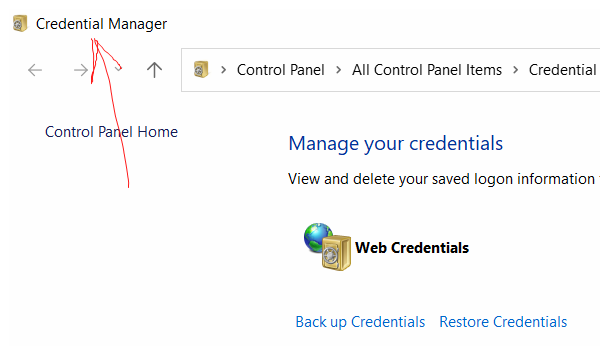 Credential Manager
Control Panel > All Control Panel Items > Credential
Control Panel Home
Manage your credentials
View and delete your saved logon information
Web Credentials
Back up Credentials Restore Credentials